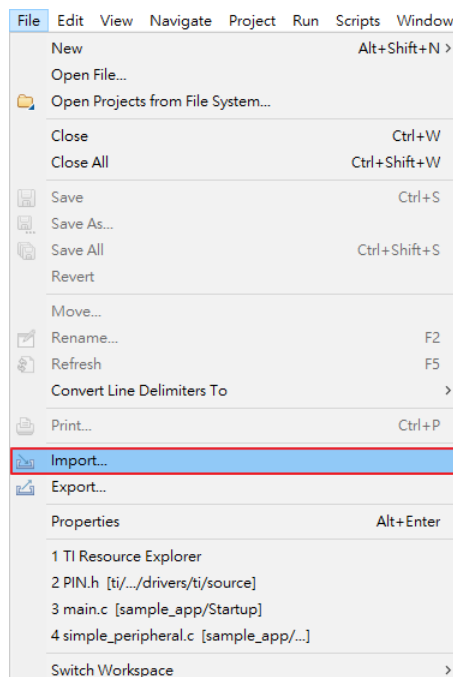 File Edit View Navigate Project Run Scripts Window
New Alt+Shift+N >
Open File...
Open Projects from File System...
Close Ctrl+W
Close All Ctrl+Shift+W
Save Ctrl+S
Save As...
Save All Ctrl+Shift+S
Revert
Move...
Rename... F2
Refresh F5
Convert Line Delimiters To >
Print... Ctrl+P
Import...
Export...
Properties Alt+Enter
1 TI Resource Explorer
2 PIN.h [ti/.../drivers/ti/source]
3 main.c [sample_app/Startup]
4 simple_peripheral.c [sample_app/...]
Switch Workspace >